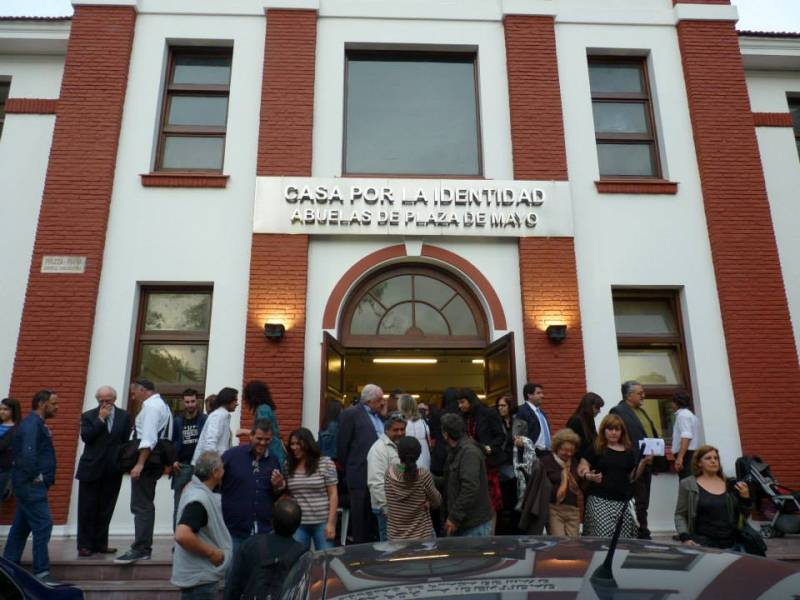 CASA POR LA IDENTIDAD
ABUELAS DE PLAZA DE MAYO